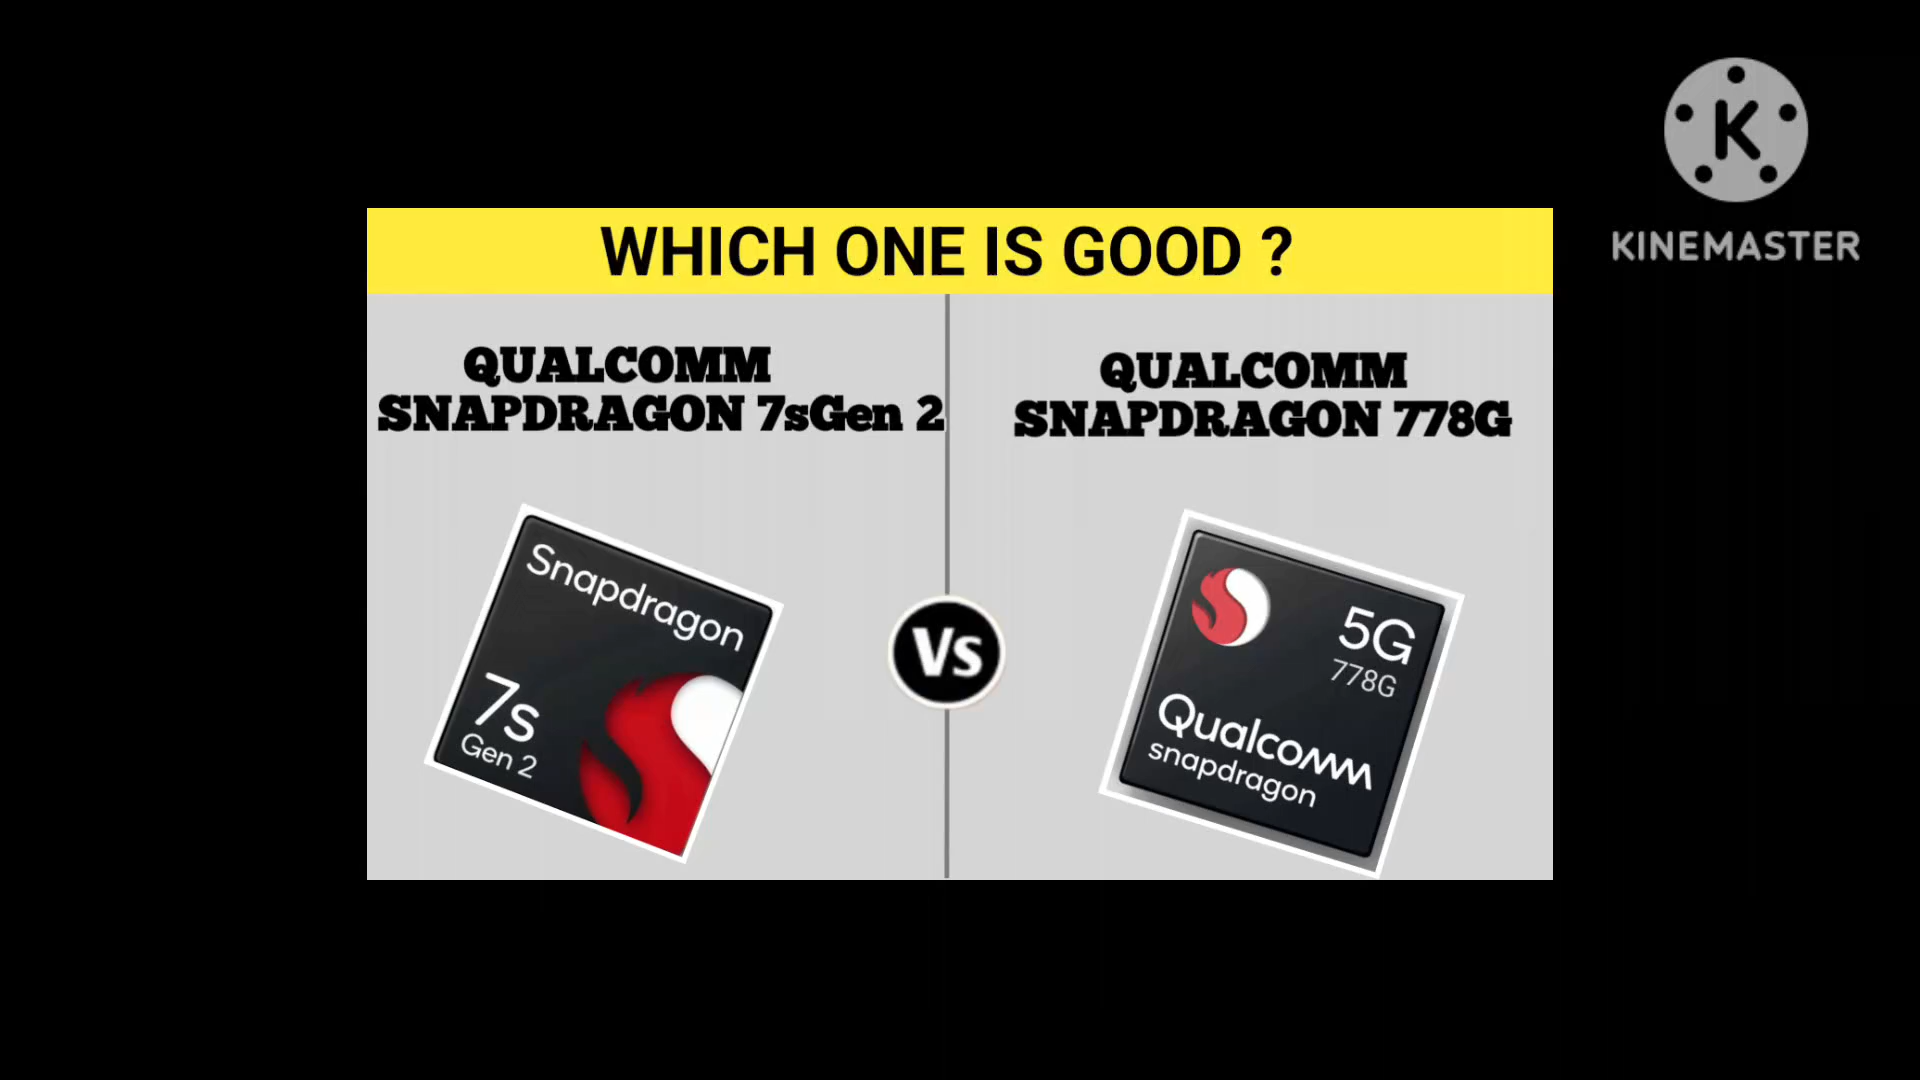 K
KINEMASTER
WHICH ONE IS GOOD ?
QUALCOMM
SNAPDRAGON 7sGen 2
QUALCOMM
SNAPDRAGON 778G
Snapdragon
7s
Gen 2
Vs
5G
778G
Qualcomm
snapdragon